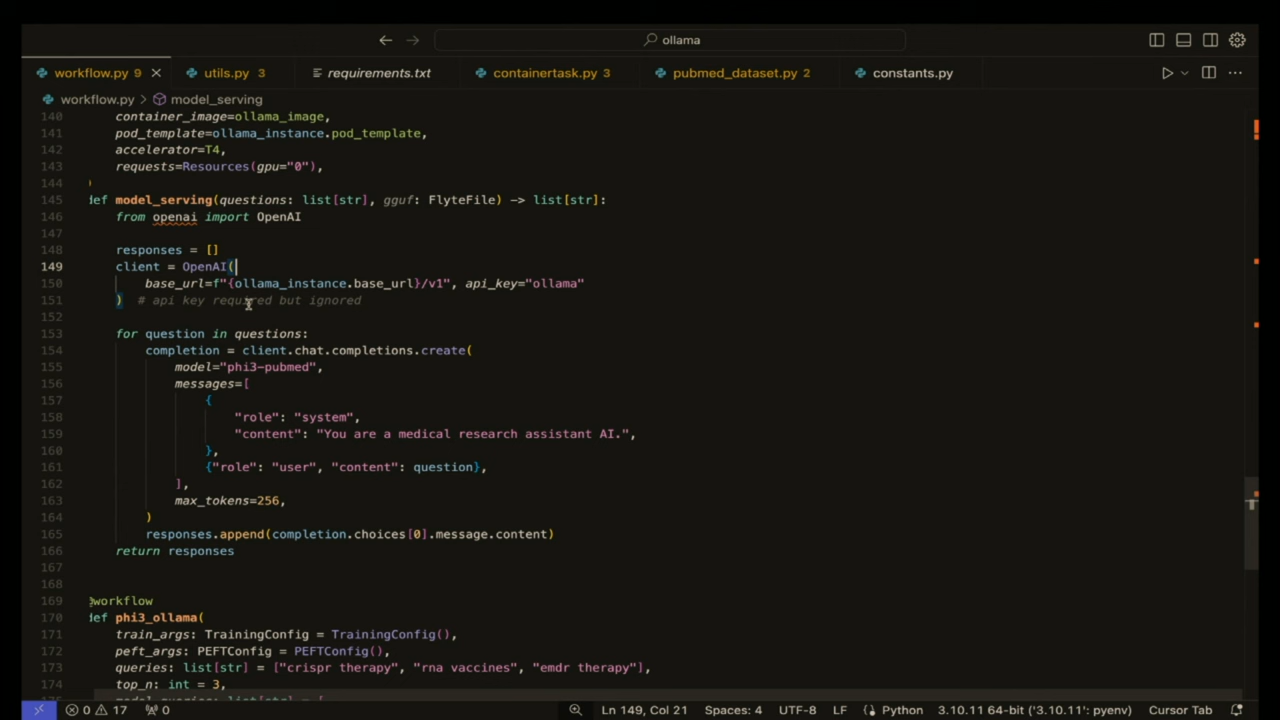 ollama
workflow.py 9
utils.py 3
requirements.txt
containertask.py 3
pubmed_dataset.py 2
constants.py
workflow.py > model_serving
140 container_image=ollama_image,
141 pod_template=ollama_instance.pod_template,
142 accelerator=T4,
143 requests=Resources(gpu="0"),
144 )
145 def model_serving(questions: list[str], gguf: FlyteFile) -> list[str]:
146 from openai import OpenAI
147
148 responses = []
149 client = OpenAI(
150 base_url=f"{ollama_instance.base_url}/v1", api_key="ollama"
151 ) # api key required but ignored
152
153 for question in questions:
154 completion = client.chat.completions.create(
155 model="phi3-pubmed",
156 messages=[
157 {
158 "role": "system",
159 "content": "You are a medical research assistant AI.",
160 },
161 {"role": "user", "content": question},
162 ],
163 max_tokens=256,
164 )
165 responses.append(completion.choices[0].message.content)
166 return responses
167
168
169 @workflow
170 def phi3_ollama(
171 train_args: TrainingConfig = TrainingConfig(),
172 peft_args: PEFTConfig = PEFTConfig(),
173 queries: list[str] = ["crispr therapy", "rna vaccines", "emdr therapy"],
174 top_n: int = 3,
0 17 0 Ln 149, Col 21 Spaces: 4 UTF-8 LF Python 3.10.11 64-bit ('3.10.11': pyenv) Cursor Tab